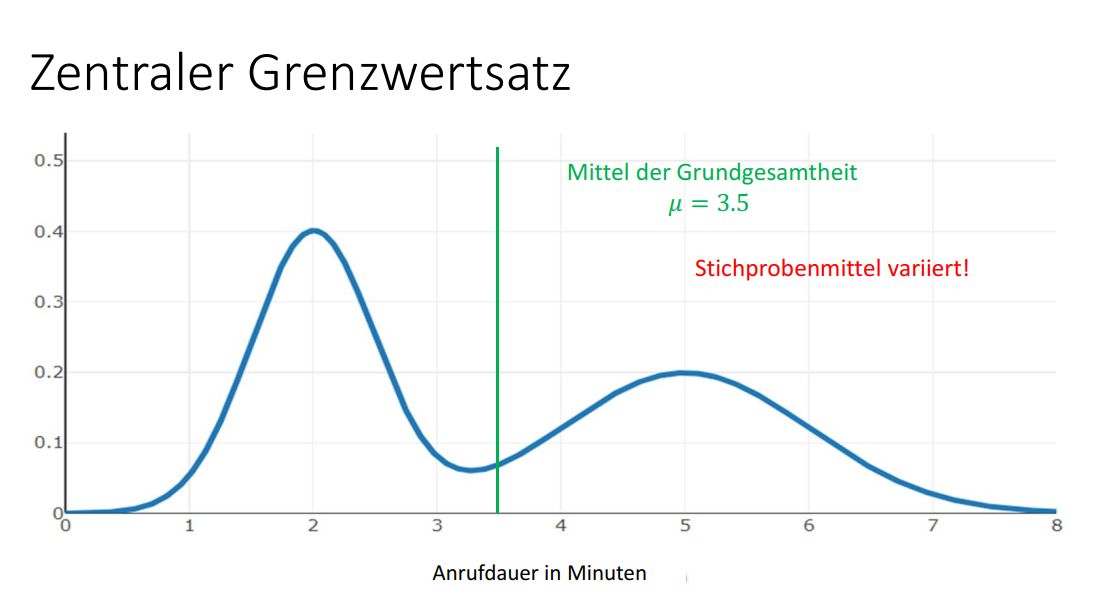 Zentraler Grenzwertsatz
0.5
Mittel der Grundgesamtheit
μ = 3.5
0.4
Stichprobenmittel variiert!
0.3
0.2
0.1
0
0 1 2 3 4 5 6 7 8
Anrufdauer in Minuten